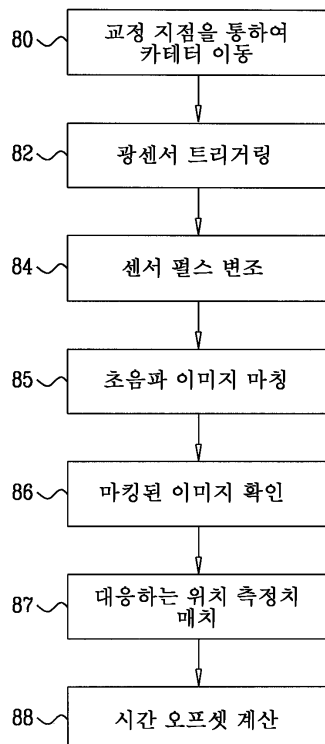 80
교정 지점을 통하여
카테터 이동
82
광센서 트리거링
84
센서 펄스 변조
85
초음파 이미지 마칭
86
마킹된 이미지 확인
87
대응하는 위치 측정치
매치
88
시간 오프셋 계산